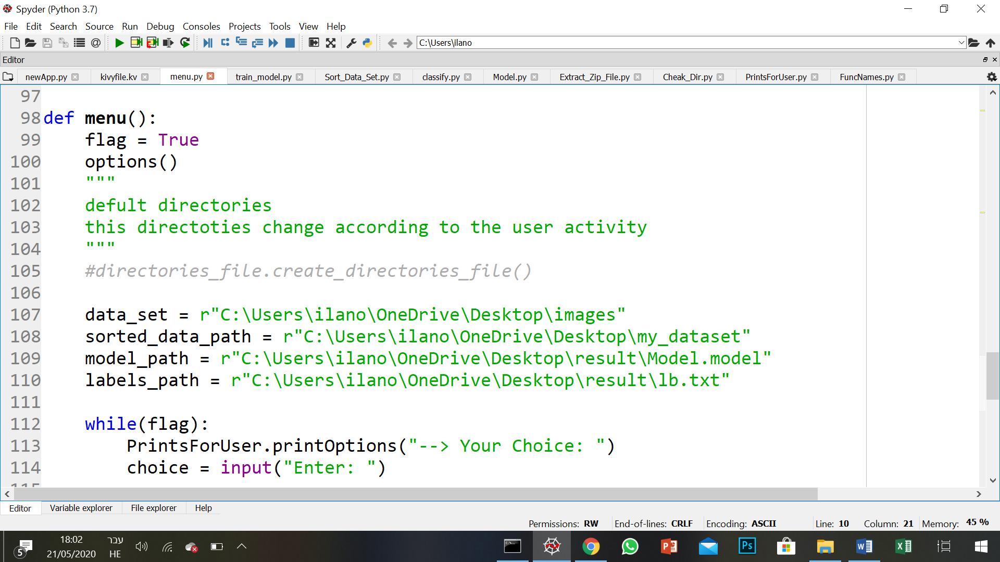 Spyder (Python 3.7)
File Edit Search Source Run Debug Consoles Projects Tools View Help
C:\Users\ilano
Editor
newApp.py kivyfile.kv menu.py train_model.py Sort_Data_Set.py classify.py Model.py Extract_Zip_File.py Cheak_Dir.py PrintsForUser.py FuncNames.py
97
98 def menu():
99 flag = True
100 options()
101 """
102 defult directories
103 this directoties change according to the user activity
104 """
105 #directories_file.create_directories_file()
106
107 data_set = r"C:\Users\ilano\OneDrive\Desktop\images"
108 sorted_data_path = r"C:\Users\ilano\OneDrive\Desktop\my_dataset"
109 model_path = r"C:\Users\ilano\OneDrive\Desktop\result\Model.model"
110 labels_path = r"C:\Users\ilano\OneDrive\Desktop\result\lb.txt"
111
112 while(flag):
113 PrintsForUser.printOptions("--> Your Choice: ")
114 choice = input("Enter: ")
115
Editor Variable explorer File explorer Help
Permissions: RW End-of-lines: CRLF Encoding: ASCII Line: 10 Column: 21 Memory: 45 %
18:02 עבר
5 21/05/2020 HE